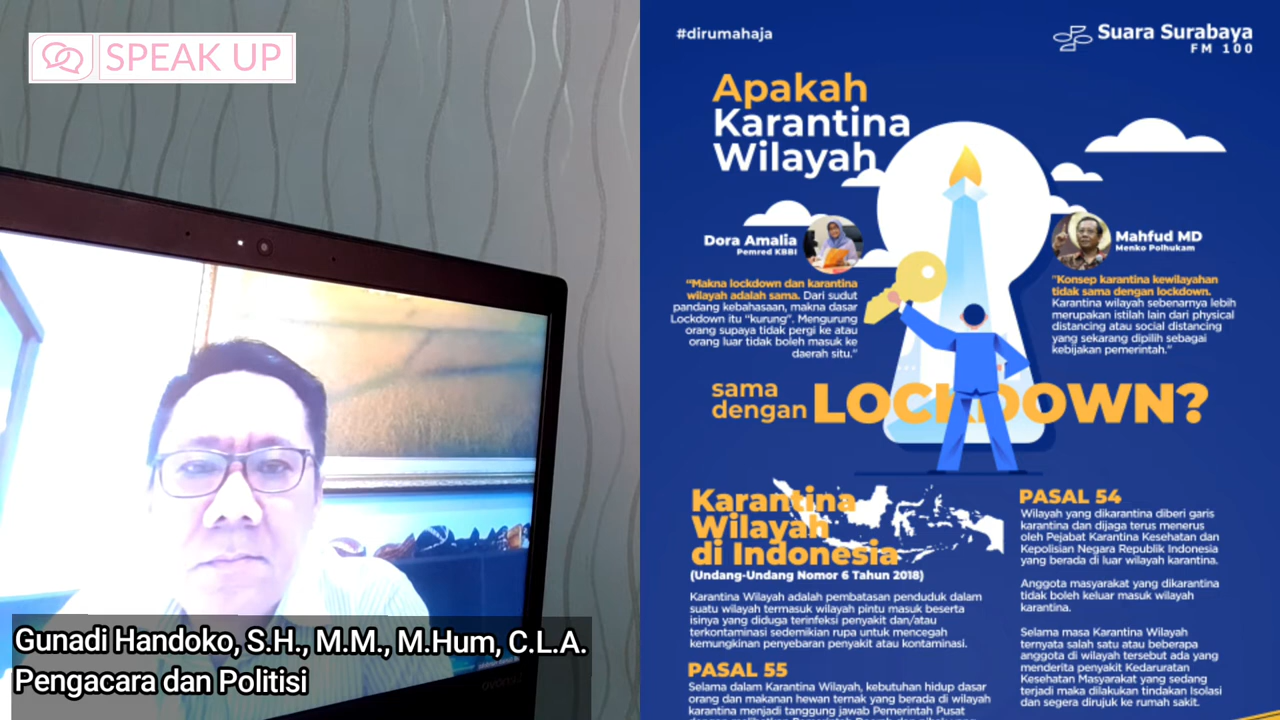 SPEAK UP
Gunadi Handoko, S.H., M.M., M.Hum, C.L.A.
Pengacara dan Politisi
#dirumahaja
Suara Surabaya
FM 100
Apakah
Karantina
Wilayah
Dora Amalia
Pemred KBBI
"Makna lockdown dan karantina
wilayah adalah sama. Dari sudut
pandang kebahasaan, makna dasar
Lockdown itu "kurung". Mengurung
orang supaya tidak pergi ke atau
orang luar tidak boleh masuk ke
daerah situ."
Mahfud MD
Menko Polhukam
"Konsep karantina kewilayahan
tidak sama dengan lockdown.
Karantina wilayah sebenarnya lebih
merupakan istilah lain dari physical
distancing atau social distancing
yang sekarang dipilih sebagai
kebijakan pemerintah."
sama
dengan LOCKDOWN?
Karantina
Wilayah
di Indonesia
(Undang-Undang Nomor 6 Tahun 2018)
Karantina Wilayah adalah pembatasan penduduk dalam
suatu wilayah termasuk wilayah pintu masuk beserta
isinya yang diduga terinfeksi penyakit dan/atau
terkontaminasi sedemikian rupa untuk mencegah
kemungkinan penyebaran penyakit atau kontaminasi.
PASAL 55
Selama dalam Karantina Wilayah, kebutuhan hidup dasar
orang dan makanan hewan ternak yang berada di wilayah
karantina menjadi tanggung jawab Pemerintah Pusat
PASAL 54
Wilayah yang dikarantina diberi garis
karantina dan dijaga terus menerus
oleh Pejabat Karantina Kesehatan dan
Kepolisian Negara Republik Indonesia
yang berada di luar wilayah karantina.
Anggota masyarakat yang dikarantina
tidak boleh keluar masuk wilayah
karantina.
Selama masa Karantina Wilayah
ternyata salah satu atau beberapa
anggota di wilayah tersebut ada yang
menderita penyakit Kedaruratan
Kesehatan Masyarakat yang sedang
terjadi maka dilakukan tindakan Isolasi
dan segera dirujuk ke rumah sakit.